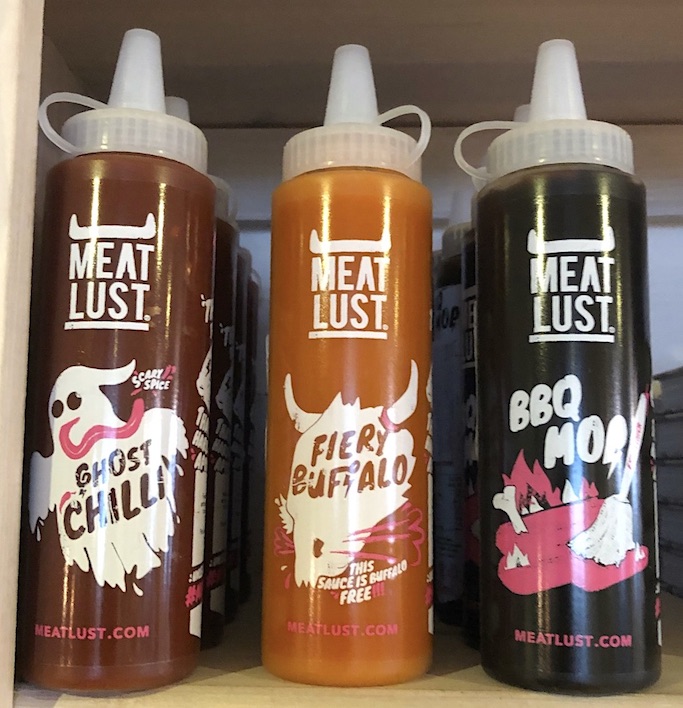 MEAT
LUST.
SCARY
SPICE
GHOST
CHILLI
MEATLUST.COM
MEAT
LUST.
FIERY
BUFFALO
THIS
SAUCE IS BUFFALO
FREE!!!
MEATLUST.COM
MEAT
LUST.
BBQ
MOP
MEATLUST.COM